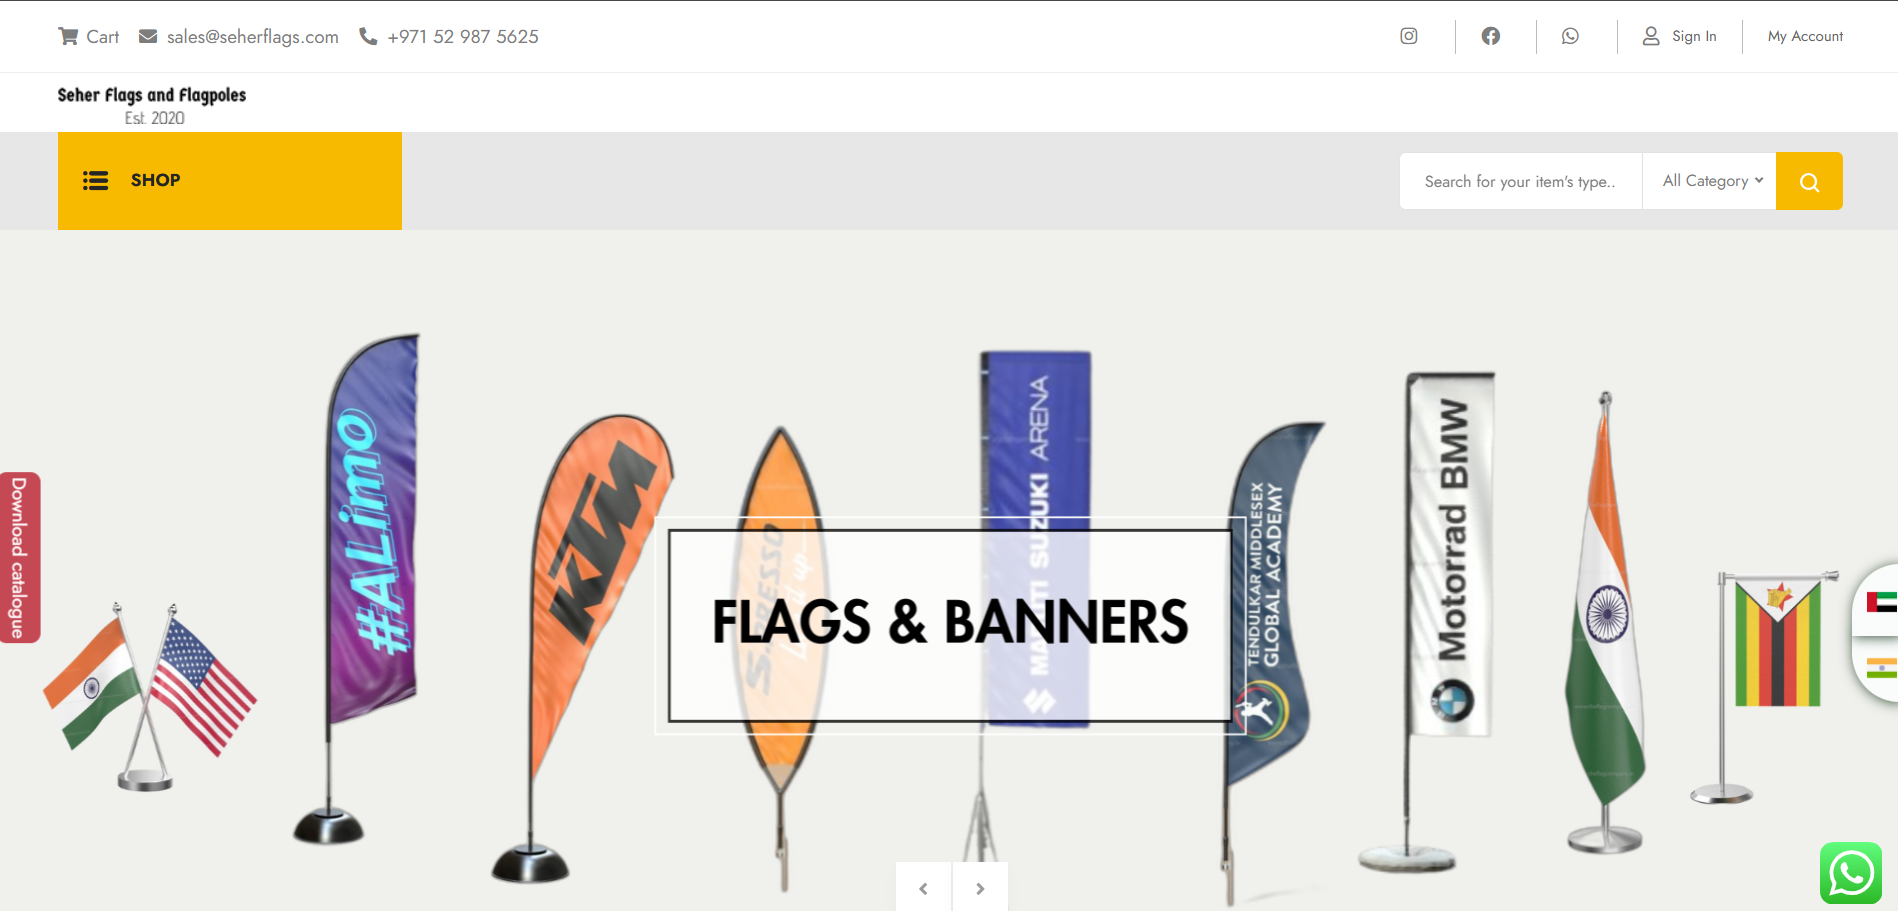 Cart
sales@seherflags.com
+971 52 987 5625
Sign In
My Account
Seher Flags and Flagpoles
Est. 2020
SHOP
Search for your item's type..
All Category
Download catalogue
#ALimo
KTM
S.PRESSO
MARUTI SUZUKI ARENA
TENDULKAR MIDDLESEX
GLOBAL ACADEMY
Motorrad BMW
FLAGS & BANNERS